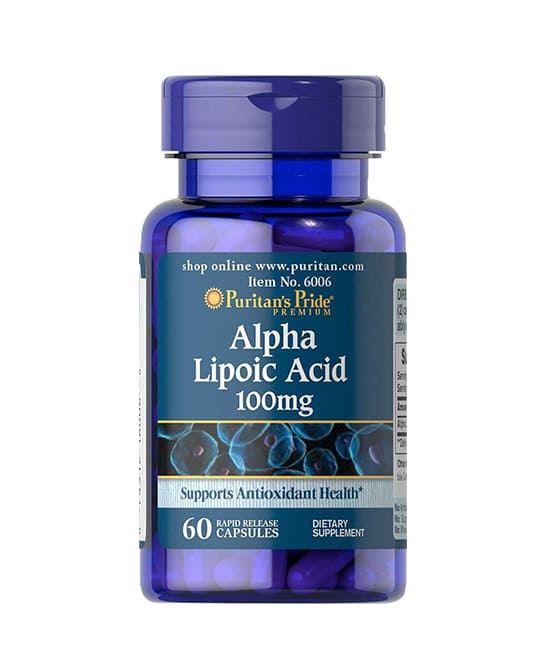 shop online www.puritan.com
Item No. 6006
Puritan's Pride®
PREMIUM
Alpha
Lipoic Acid
100mg
Supports Antioxidant Health*
60 RAPID RELEASE CAPSULES
DIETARY SUPPLEMENT